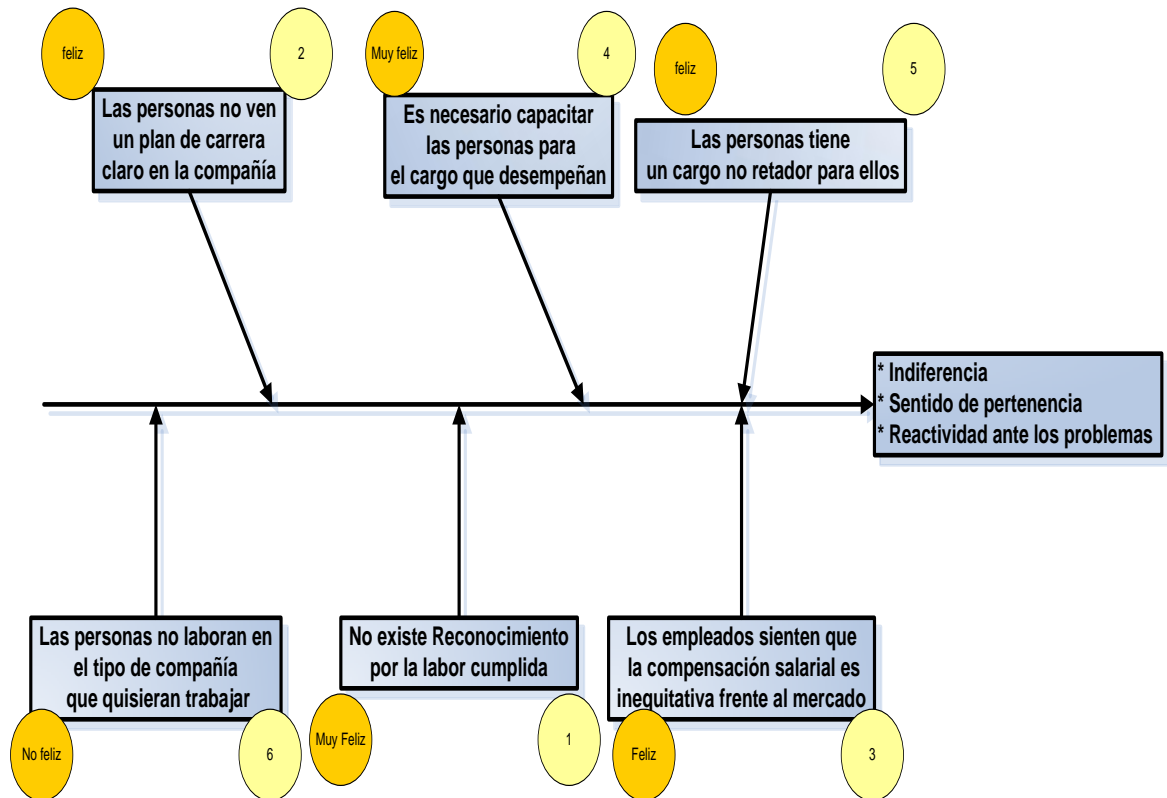 feliz
2
Las personas no ven
un plan de carrera
claro en la compañía
Muy feliz
4
Es necesario capacitar
las personas para
el cargo que desempeñan
feliz
5
Las personas tiene
un cargo no retador para ellos
* Indiferencia
* Sentido de pertenencia
* Reactividad ante los problemas
Las personas no laboran en
el tipo de compañía
que quisieran trabajar
No feliz
6
No existe Reconocimiento
por la labor cumplida
Muy Feliz
1
Los empleados sienten que
la compensación salarial es
inequitativa frente al mercado
Feliz
3